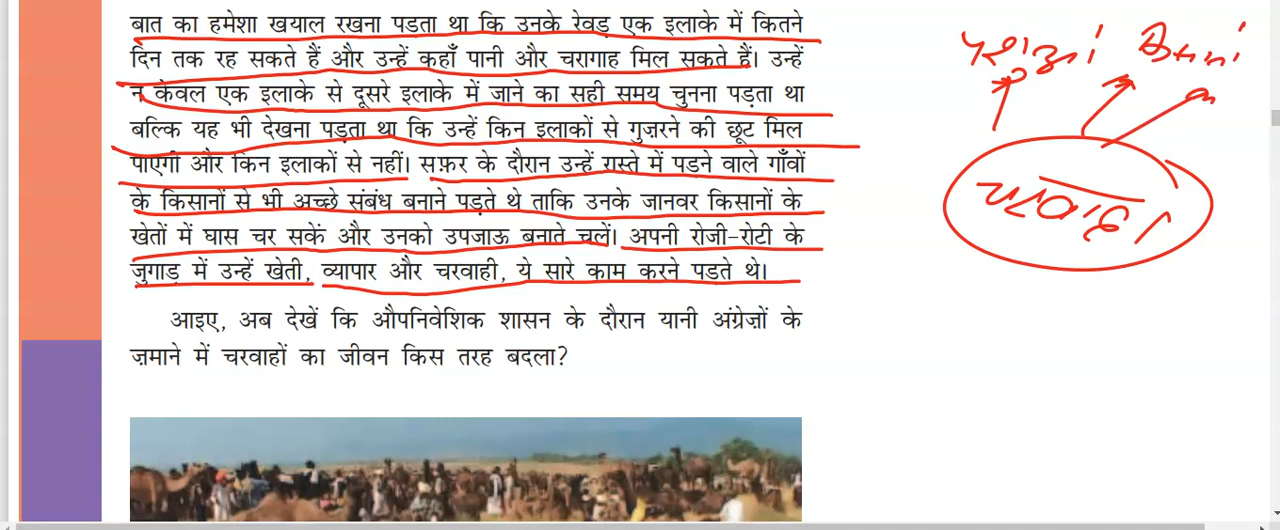 बात का हमेशा खयाल रखना पड़ता था कि उनके रेवड़ एक इलाके में कितने
दिन तक रह सकते हैं और उन्हें कहाँ पानी और चरागाह मिल सकते हैं। उन्हें
न केवल एक इलाके से दूसरे इलाके में जाने का सही समय चुनना पड़ता था
बल्कि यह भी देखना पड़ता था कि उन्हें किन इलाकों से गुज़रने की छूट मिल
पाएगी और किन इलाकों से नहीं। सफ़र के दौरान उन्हें रास्ते में पड़ने वाले गाँवों
के किसानों से भी अच्छे संबंध बनाने पड़ते थे ताकि उनके जानवर किसानों के
खेतों में घास चर सकें और उनको उपजाऊ बनाते चलें। अपनी रोजी-रोटी के
जुगाड़ में उन्हें खेती, व्यापार और चरवाही, ये सारे काम करने पड़ते थे।
आइए, अब देखें कि औपनिवेशिक शासन के दौरान यानी अंग्रेज़ों के
ज़माने में चरवाहों का जीवन किस तरह बदला?
चरवाहा